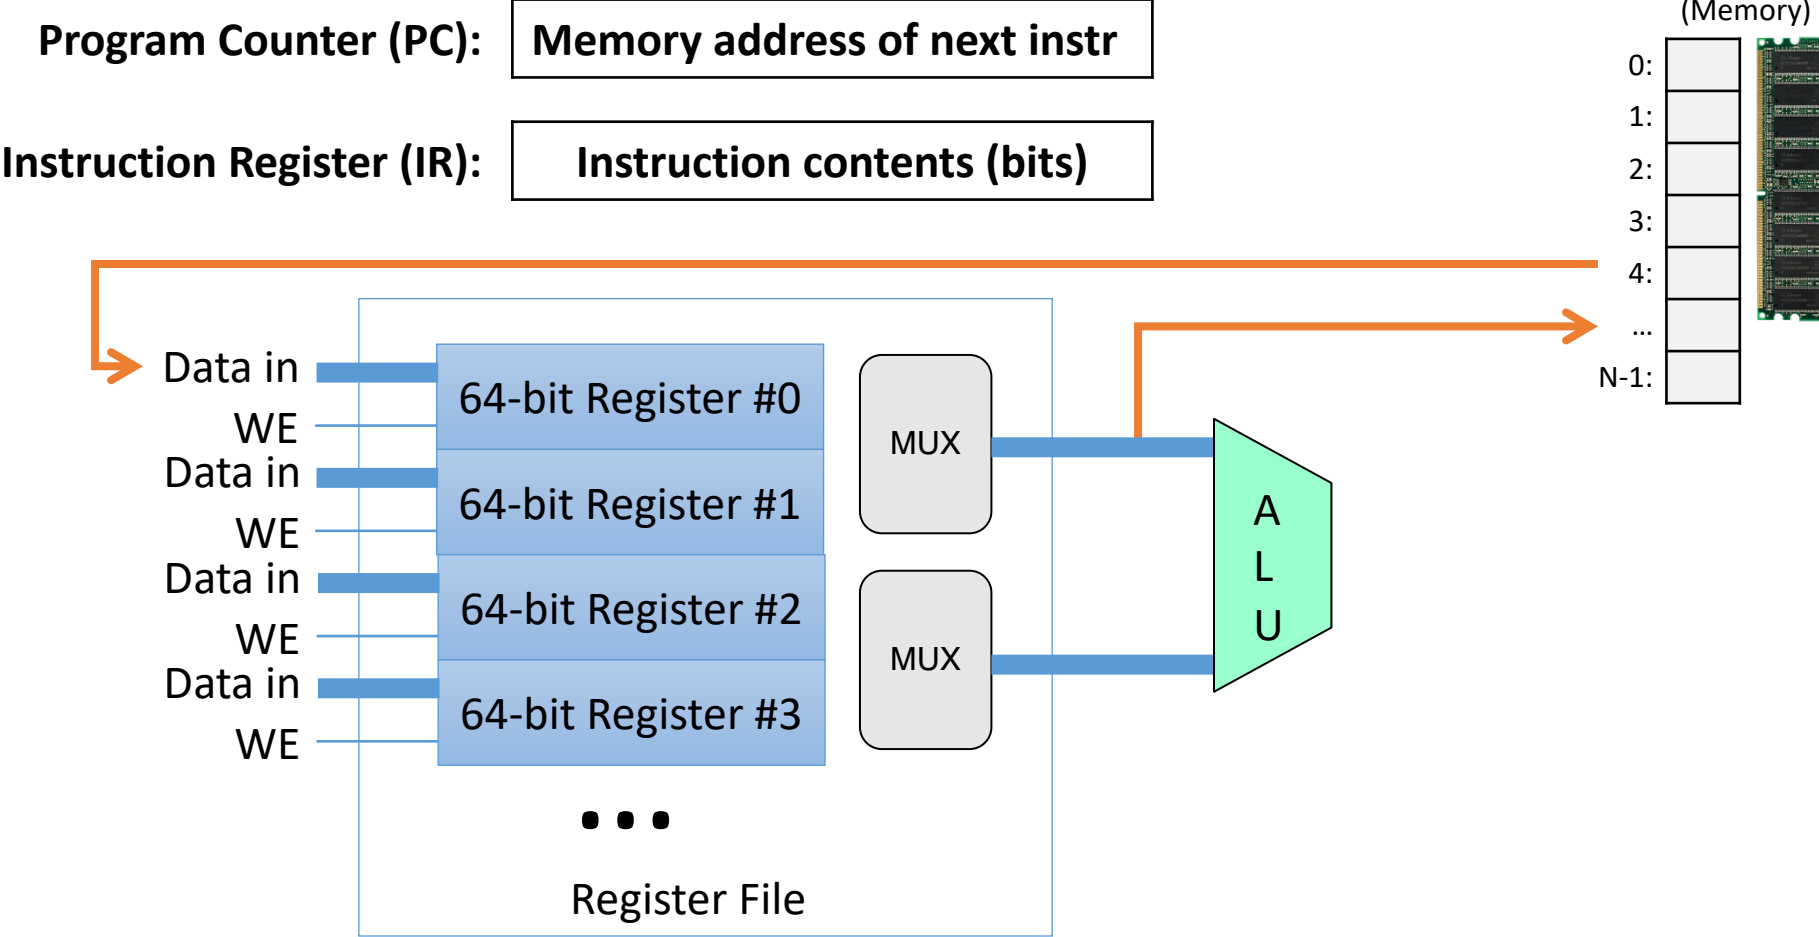 (Memory)
Program Counter (PC): Memory address of next instr
0:
1:
Instruction Register (IR): Instruction contents (bits)
2:
3:
4:
...
N-1:
Data in
64-bit Register #0
WE
MUX
Data in
64-bit Register #1
WE
Data in
64-bit Register #2
WE
MUX
Data in
64-bit Register #3
WE
A
L
U
...
Register File